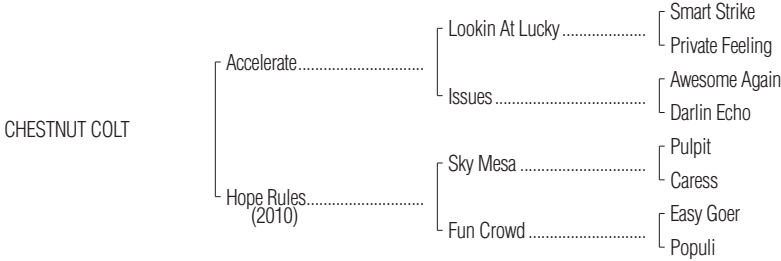 Smart Strike
Lookin At Lucky
Private Feeling
Accelerate
Awesome Again
Issues
Darlin Echo
CHESTNUT COLT
Pulpit
Sky Mesa
Caress
Hope Rules
(2010)
Easy Goer
Fun Crowd
Populi